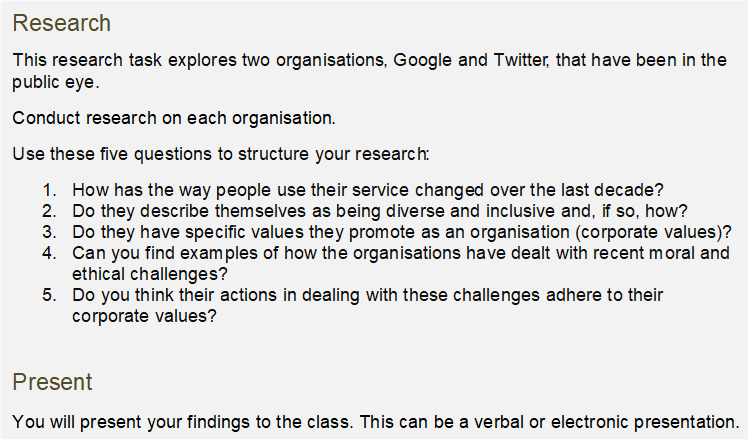 Research
This research task explores two organisations, Google and Twitter, that have been in the
public eye.
Conduct research on each organisation.
Use these five questions to structure your research:
1. How has the way people use their service changed over the last decade?
2. Do they describe themselves as being diverse and inclusive and, if so, how?
3. Do they have specific values they promote as an organisation (corporate values)?
4. Can you find examples of how the organisations have dealt with recent moral and
ethical challenges?
5. Do you think their actions in dealing with these challenges adhere to their
corporate values?
Present
You will present your findings to the class. This can be a verbal or electronic presentation.